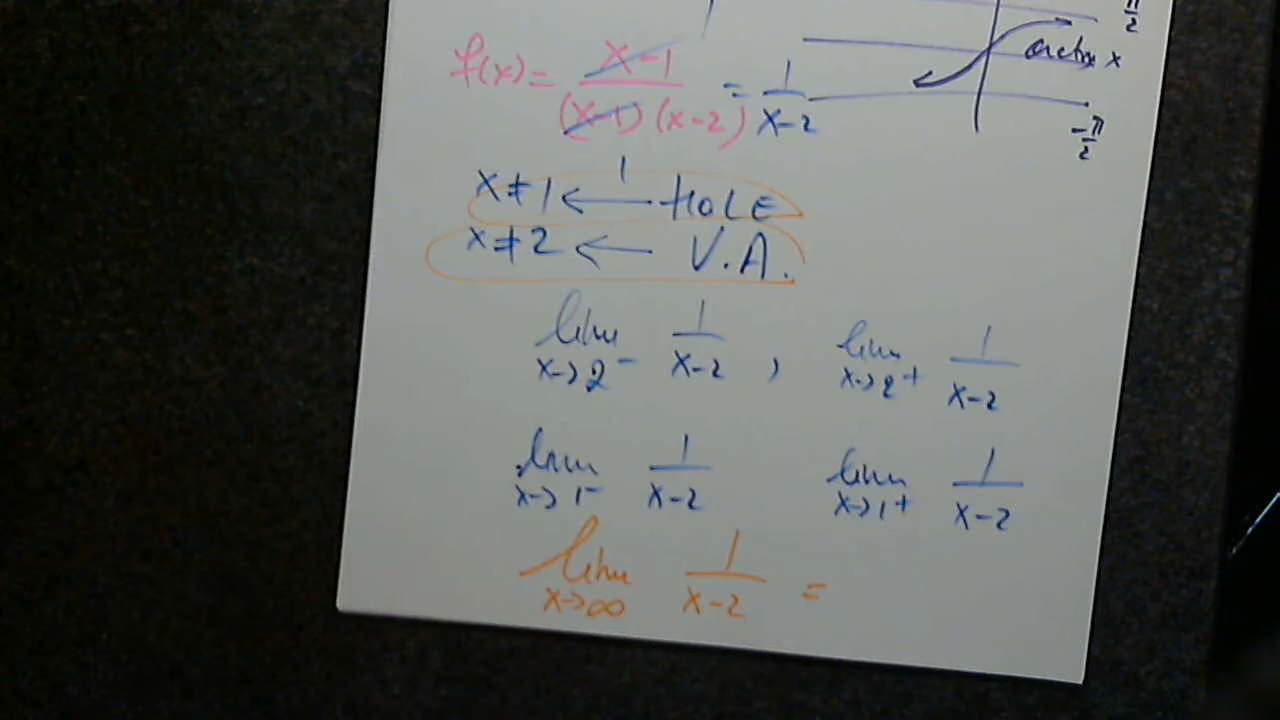 π/2
arctan x
-π/2
f(x) = x-1/(x-1)(x-2) = 1/x-2
x≠1 ← HOLE
x≠2 ← V.A.
lim x→2⁻ 1/x-2 , lim x→2⁺ 1/x-2
lim x→1⁻ 1/x-2 lim x→1⁺ 1/x-2
lim x→∞ 1/x-2 =